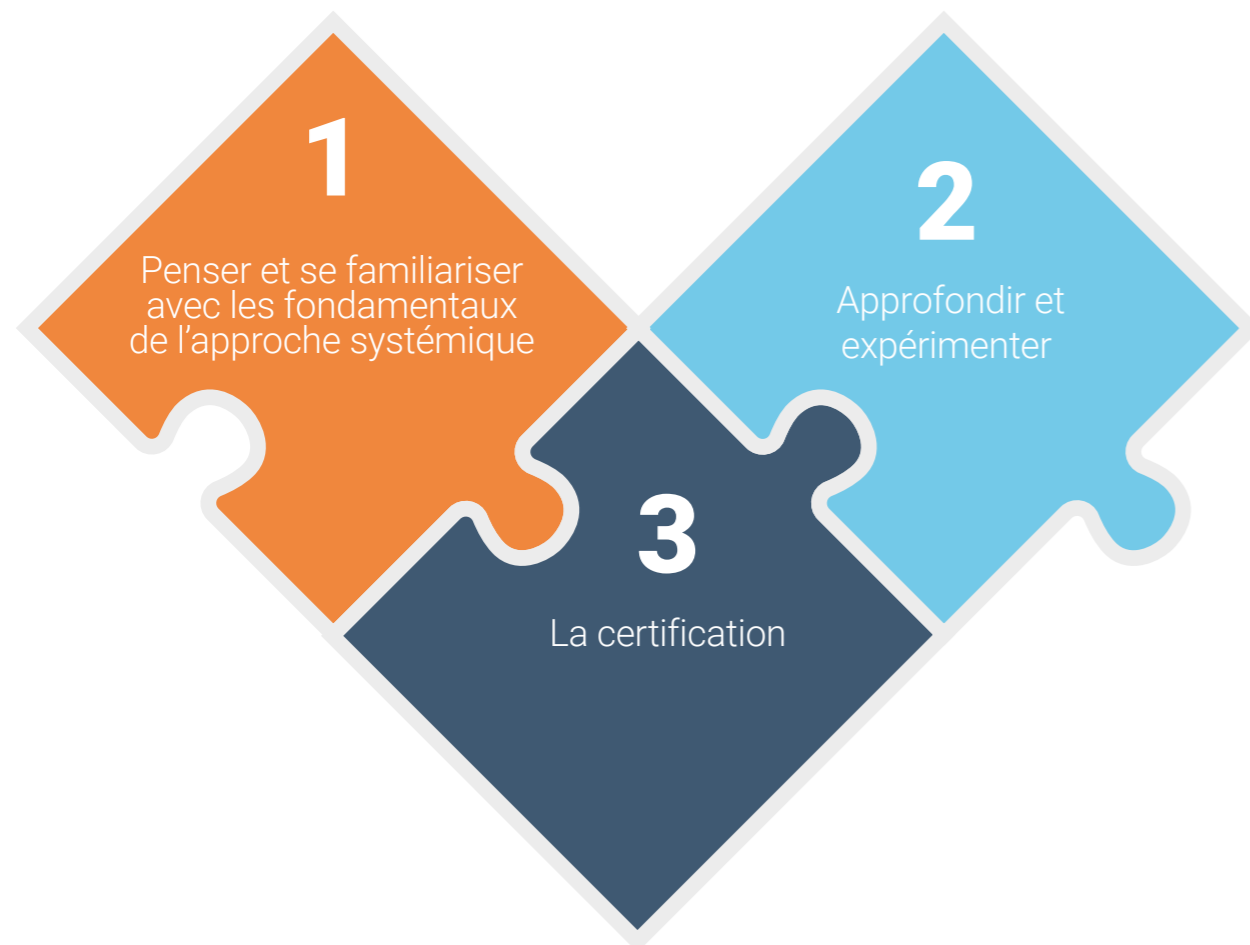 1
Penser et se familiariser
avec les fondamentaux
de l’approche systémique
2
Approfondir et
expérimenter
3
La certification